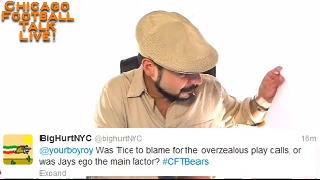 CHICAGO
FOOTBALL
TALK
LIVE!
BigHurtNYC @bighurtNYC 16m
@yourboyroy Was Tice to blame for the overzealous play calls, or
was Jays ego the main factor? #CFTBears
Expand